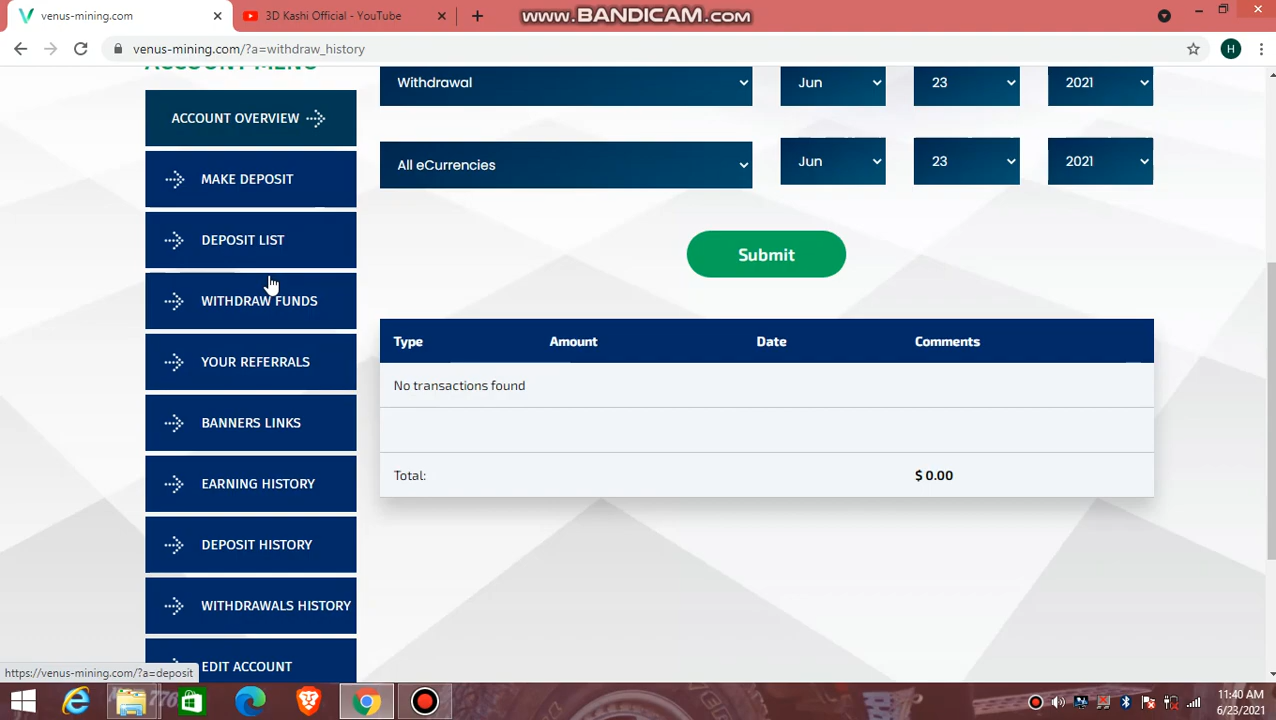 venus-mining.com
3D Kashi Official - YouTube
www.BANDICAM.com
venus-mining.com/?a=withdraw_history
H
ACCOUNT MENU
ACCOUNT OVERVIEW
MAKE DEPOSIT
DEPOSIT LIST
WITHDRAW FUNDS
YOUR REFERRALS
BANNERS LINKS
EARNING HISTORY
DEPOSIT HISTORY
WITHDRAWALS HISTORY
EDIT ACCOUNT
Withdrawal Jun 23 2021
All eCurrencies Jun 23 2021
Submit
Type Amount Date Comments
No transactions found
Total: $ 0.00
https://venus-mining.com/?a=deposit
11:40 AM
6/23/2021